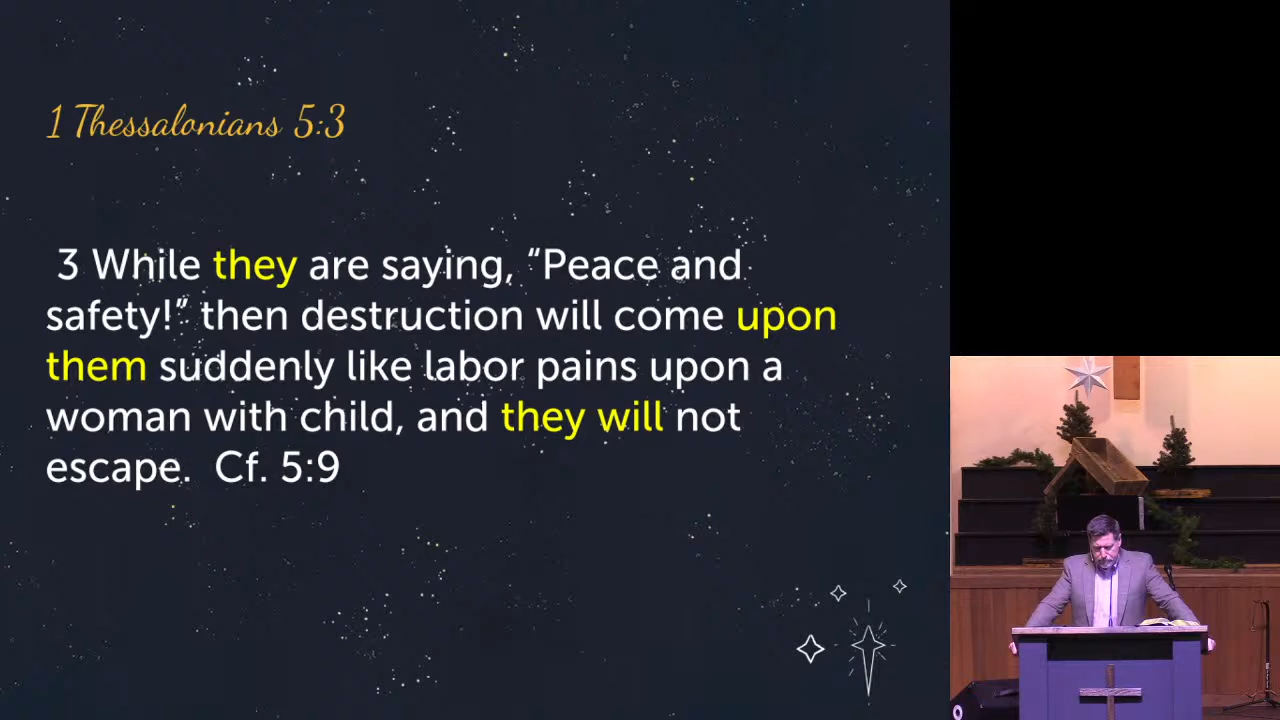 1 Thessalonians 5:3
3 While they are saying, “Peace and
safety!” then destruction will come upon
them suddenly like labor pains upon a
woman with child, and they will not
escape.  Cf. 5:9